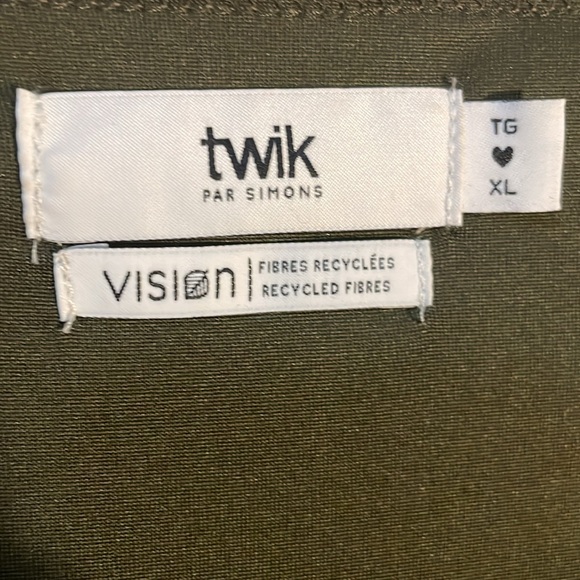 twik
PAR SIMONS
TG
XL
VISION
FIBRES RECYCLÉES
RECYCLED FIBRES